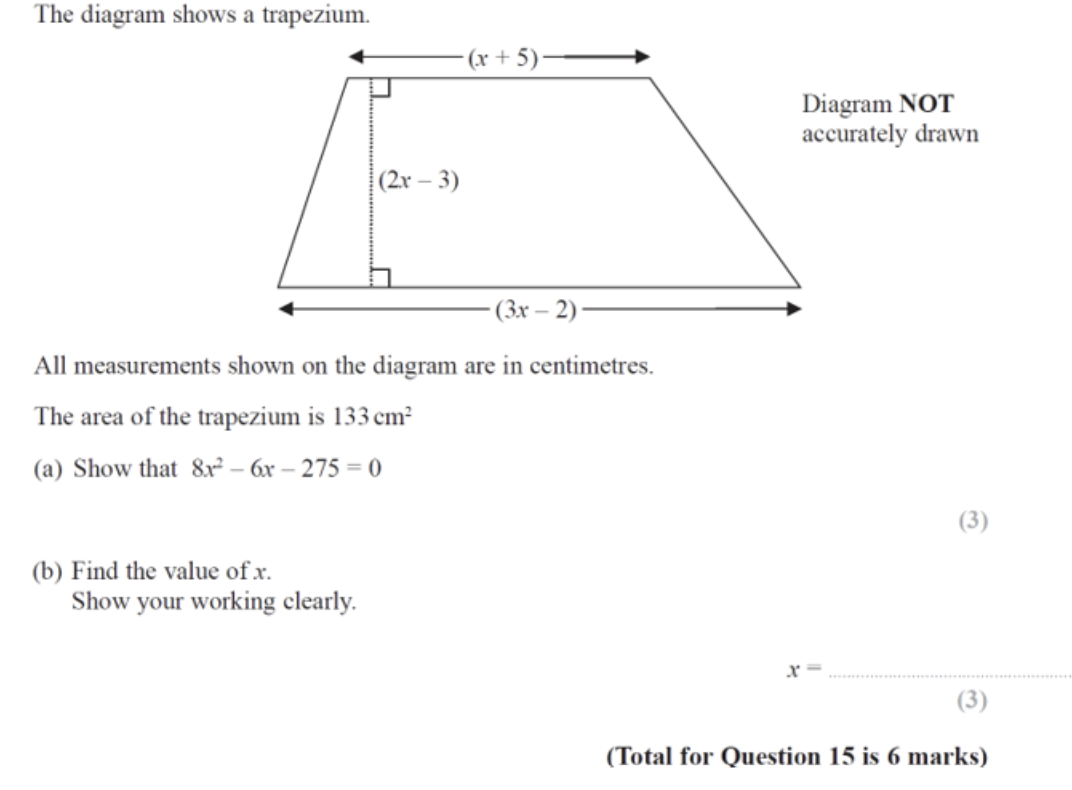 The diagram shows a trapezium.
(x + 5)
Diagram NOT
accurately drawn
(2x – 3)
(3x – 2)
All measurements shown on the diagram are in centimetres.
The area of the trapezium is 133 cm²
(a) Show that 8x² – 6x – 275 = 0
(3)
(b) Find the value of x.
Show your working clearly.
x =
(3)
(Total for Question 15 is 6 marks)